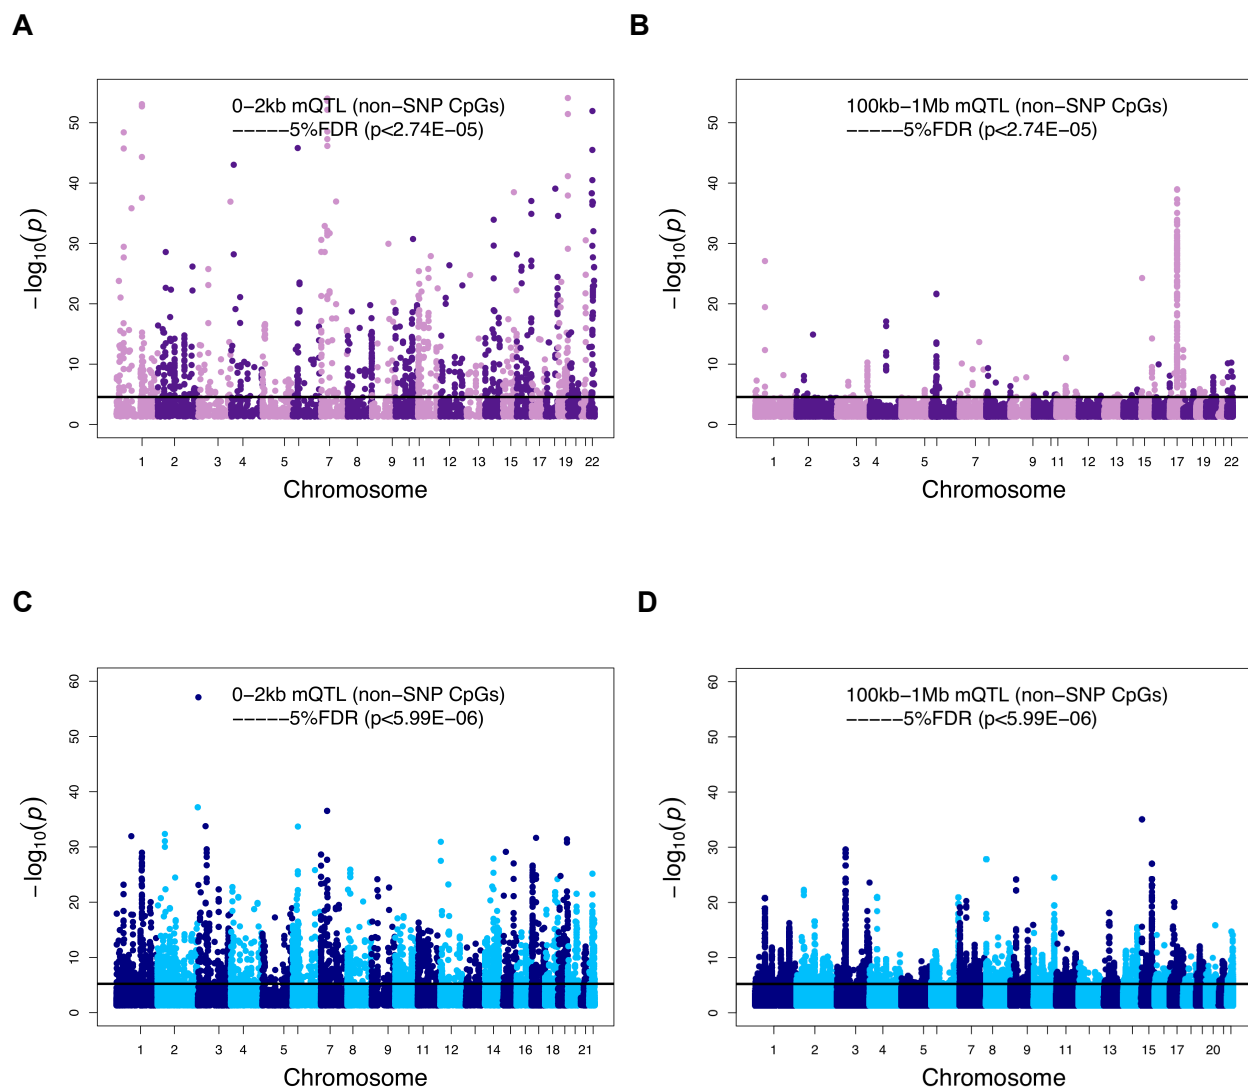 A
B
0−2kb mQTL (non−SNP CpGs)
−−−−−5%FDR (p<2.74E−05)
−log10(p)
0 10 20 30 40 50
1 2 3 4 5 7 8 9 11 12 13 15 17 19 22
Chromosome
100kb−1Mb mQTL (non−SNP CpGs)
−−−−−5%FDR (p<2.74E−05)
−log10(p)
0 10 20 30 40 50
1 2 3 4 5 7 9 11 12 13 15 17 19 22
Chromosome
C
D
0−2kb mQTL (non−SNP CpGs)
−−−−−5%FDR (p<5.99E−06)
−log10(p)
0 10 20 30 40 50 60
1 2 3 4 5 7 8 9 11 12 14 16 18 21
Chromosome
100kb−1Mb mQTL (non−SNP CpGs)
−−−−−5%FDR (p<5.99E−06)
−log10(p)
0 10 20 30 40 50 60
1 2 3 4 5 7 8 9 11 13 15 17 20
Chromosome